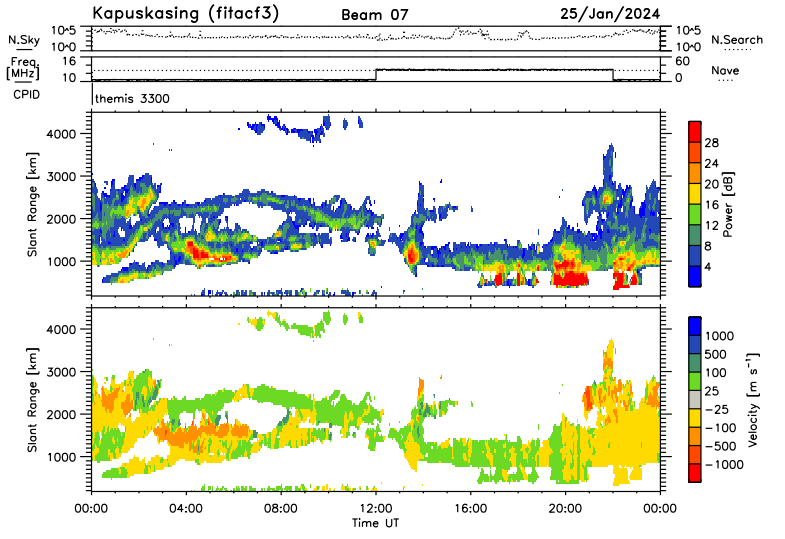 Kapuskasing (fitacf3) Beam 07 25/Jan/2024
N.Sky 10^5 10^0 10^5 10^0 N.Search
Freq. [MHz] 16 10 60 0 Nave
CPID themis 3300
Slant Range [km] 4000 3000 2000 1000
Power [dB] 28 24 20 16 12 8 4
Slant Range [km] 4000 3000 2000 1000
Velocity [m s⁻¹] 1000 500 100 25 −25 −100 −500 −1000
00:00 04:00 08:00 12:00 16:00 20:00 00:00
Time UT